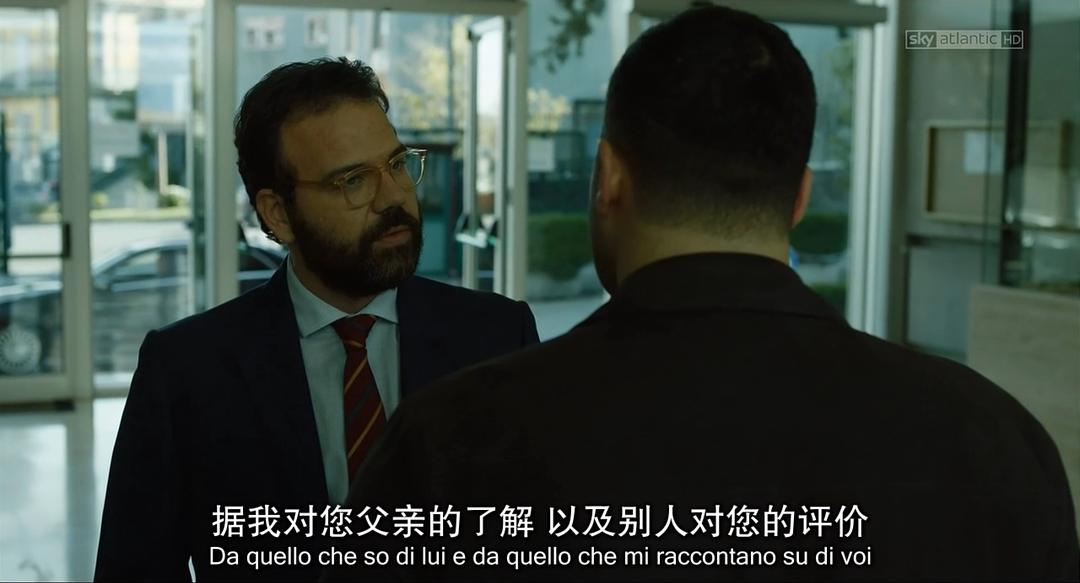 sky atlantic HD
据我对您父亲的了解 以及别人对您的评价
Da quello che so di lui e da quello che mi raccontano su di voi